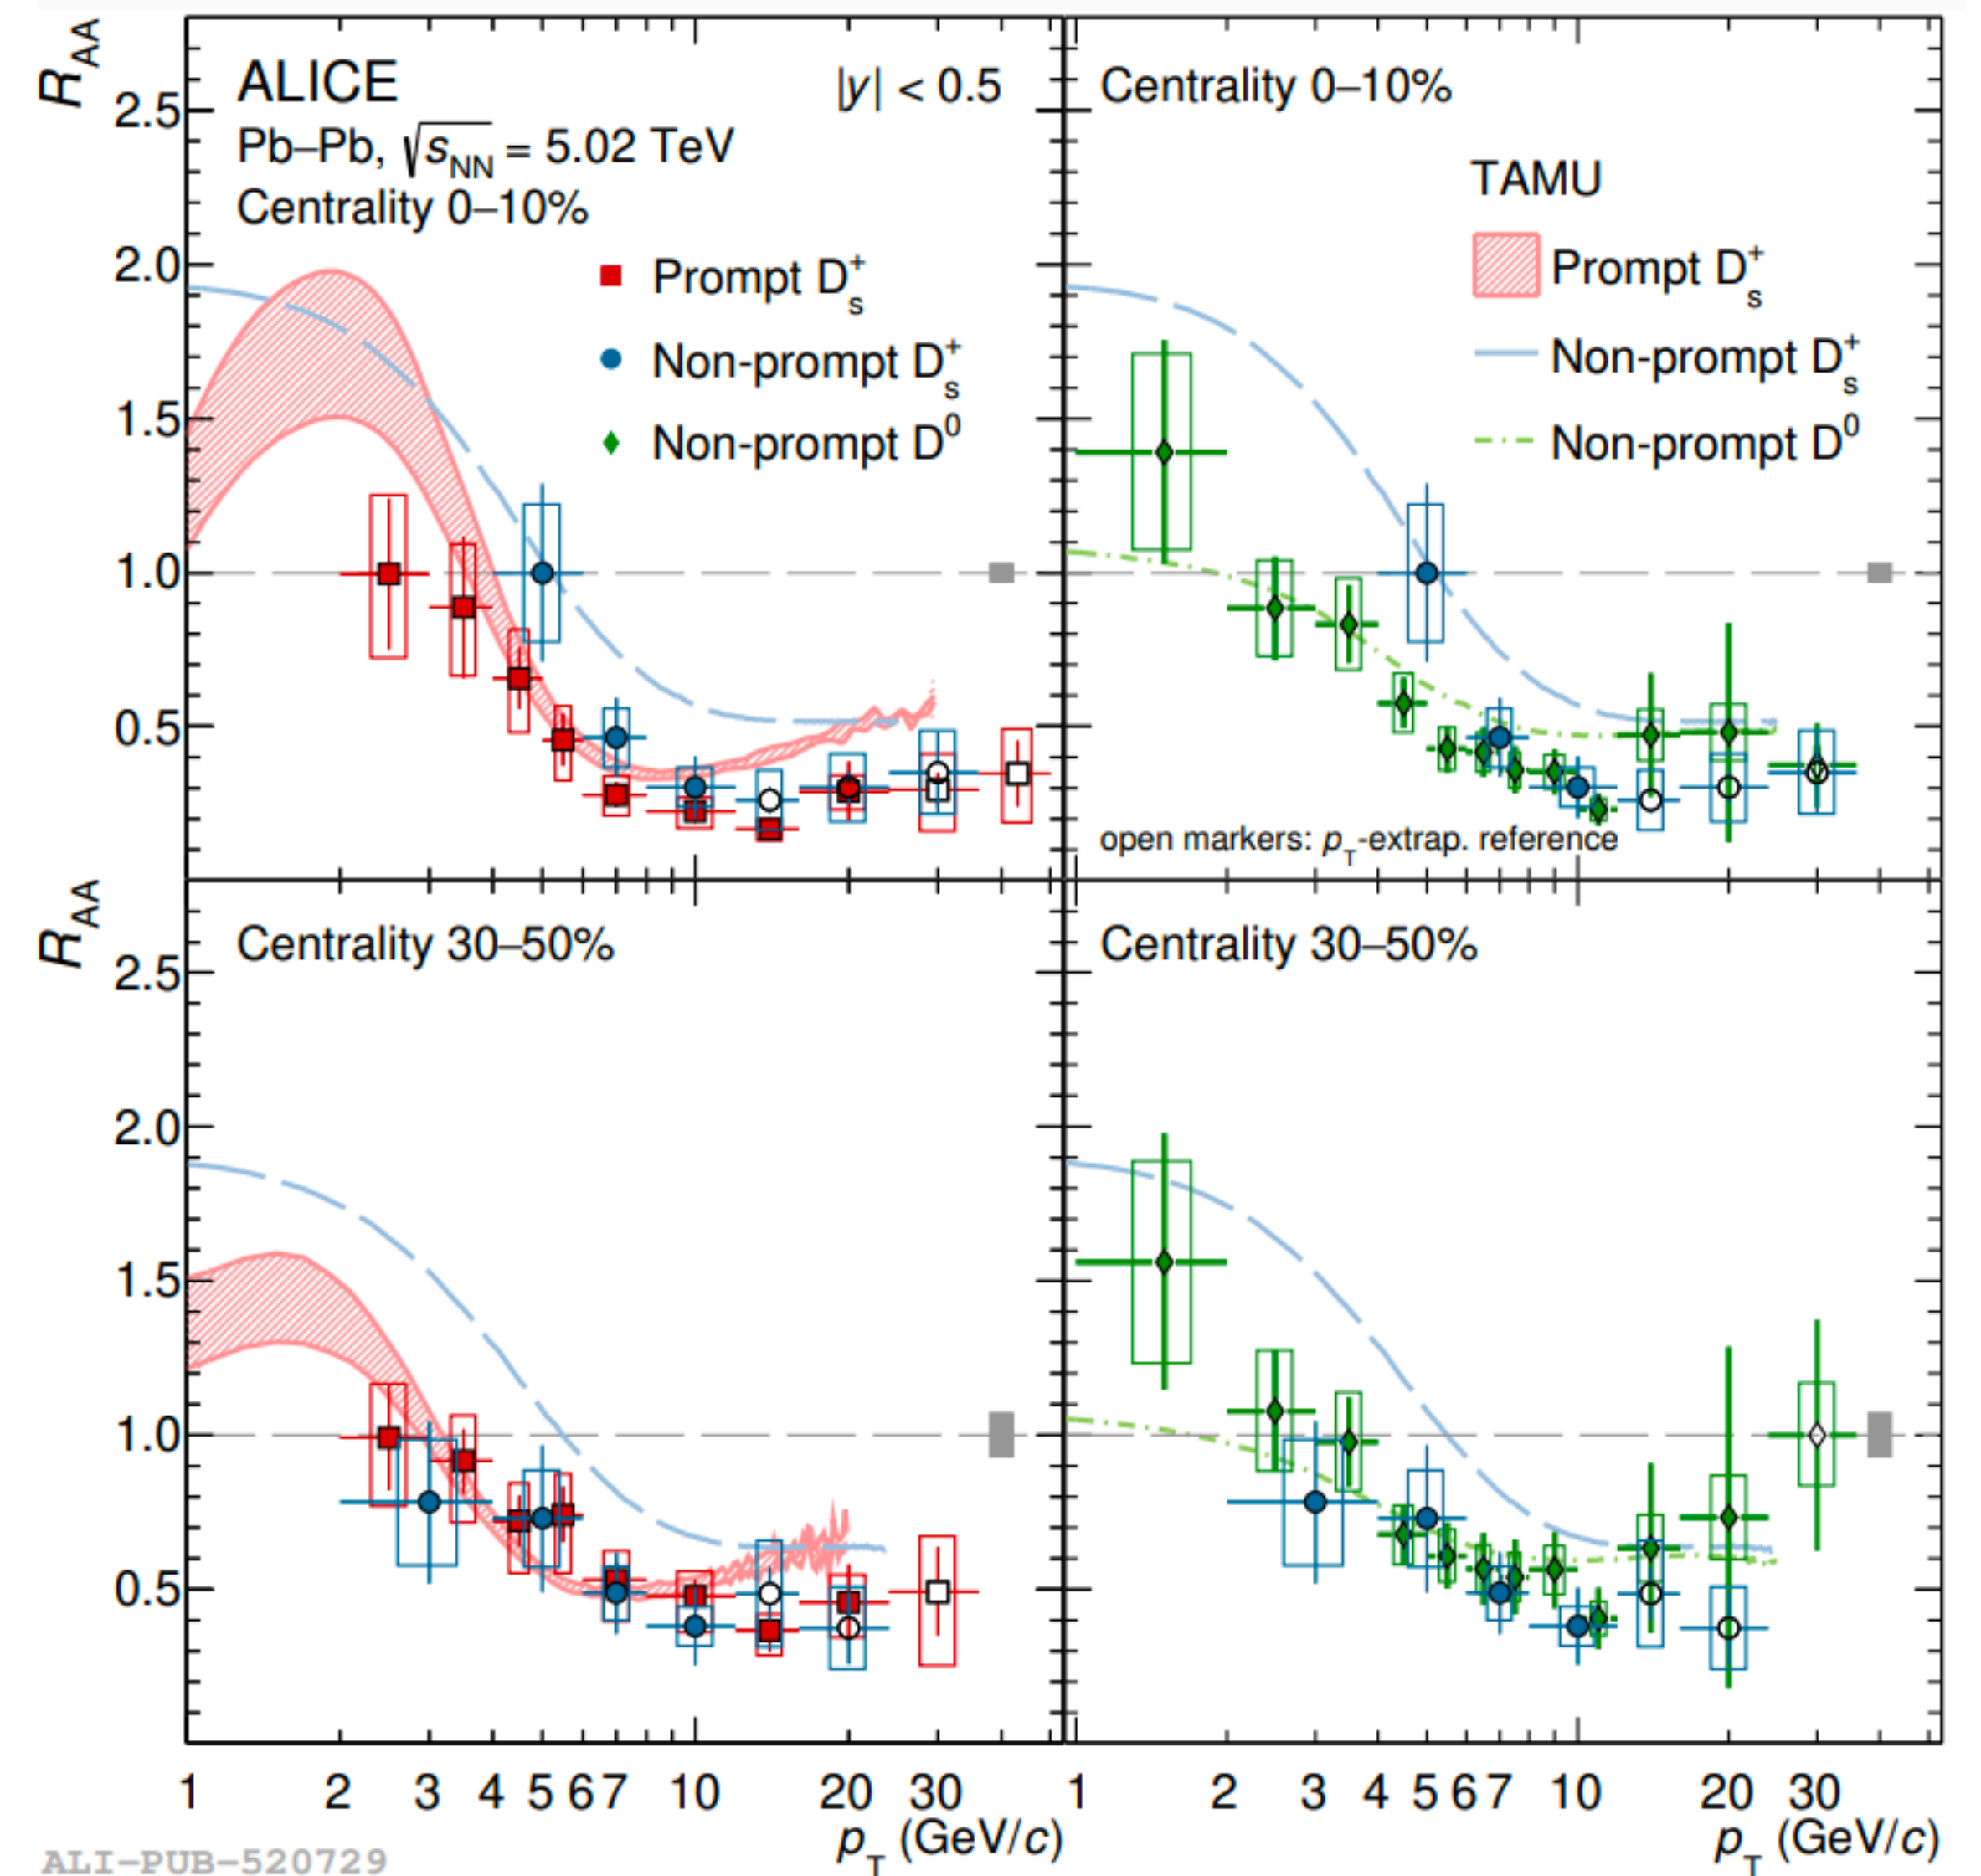 R_AA
ALICE |y| < 0.5
Pb–Pb, √s_NN = 5.02 TeV
Centrality 0–10%
Prompt D_s^+
Non-prompt D_s^+
Non-prompt D^0
2.5
2.0
1.5
1.0
0.5
Centrality 0–10%
TAMU
Prompt D_s^+
Non-prompt D_s^+
Non-prompt D^0
open markers: p_T-extrap. reference
R_AA
Centrality 30–50%
2.5
2.0
1.5
1.0
0.5
1 2 3 4 5 6 7 10 20 30
p_T (GeV/c)
Centrality 30–50%
1 2 3 4 5 6 7 10 20 30
p_T (GeV/c)
ALI-PUB-520729